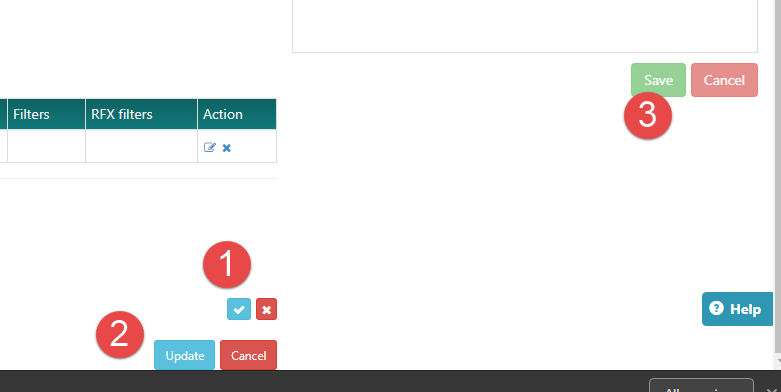 Save Cancel
3
Filters RFX filters Action
1
Help
2
Update Cancel